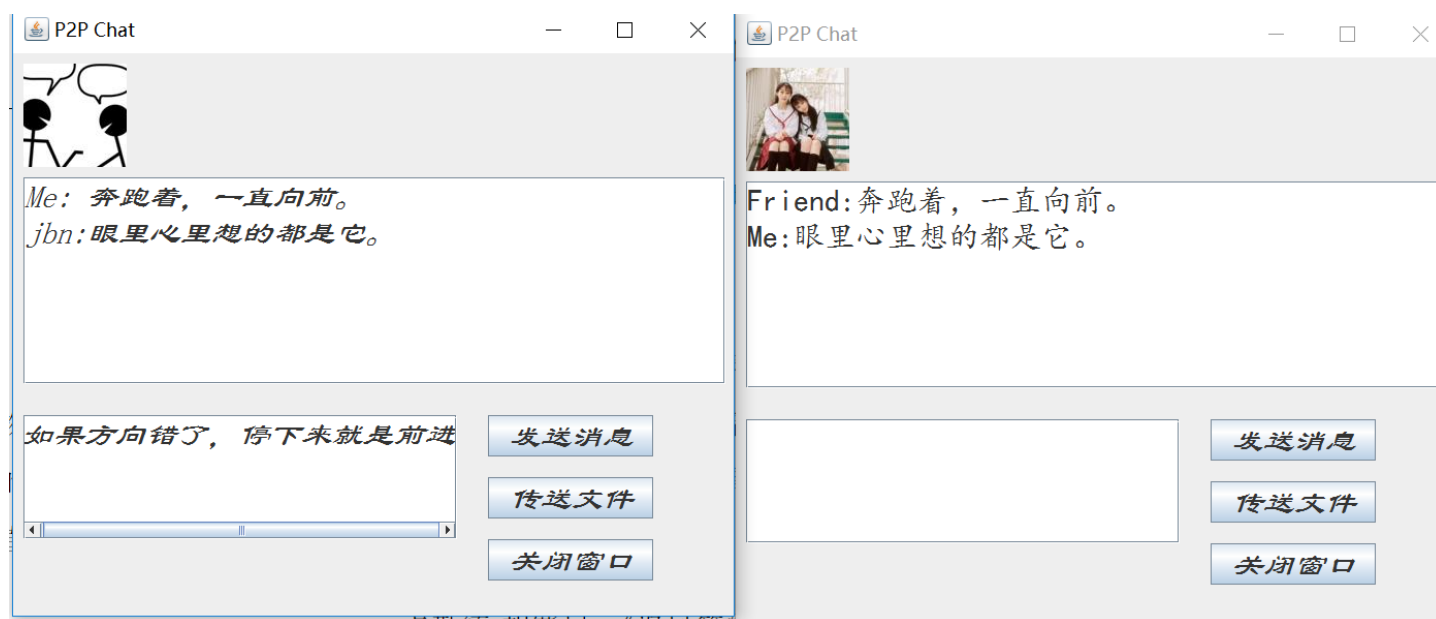 P2P Chat
Me: 奔跑着，一直向前。
jbn:眼里心里想的都是它。
如果方向错了，停下来就是前进
发送消息
传送文件
关闭窗口
P2P Chat
Friend:奔跑着，一直向前。
Me:眼里心里想的都是它。
发送消息
传送文件
关闭窗口